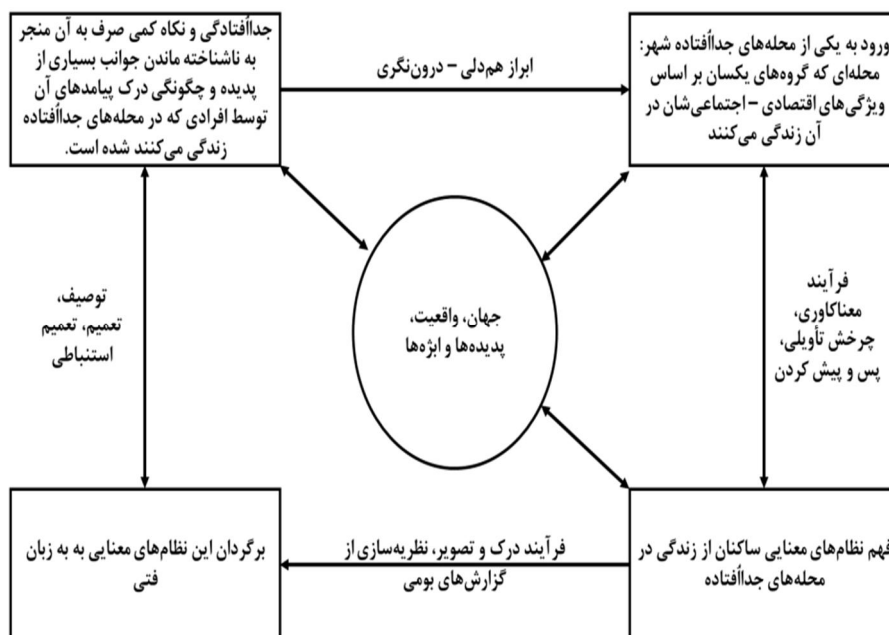 ورود به یکی از محله‌های جداافتاده شهر:
محله‌ای که گروه‌های یکسان بر اساس
ویژگی‌های اقتصادی – اجتماعی‌شان در
آن زندگی می‌کنند
ابراز هم‌دلی – درون‌نگری
جداافتادگی و نکاه کمی صرف به آن منجر
به ناشناخته ماندن جوانب بسیاری از
پدیده و چگونگی درک پیامدهای آن
توسط افرادی که در محله‌های جداافتاده
زندگی می‌کنند شده است.
فرآیند
معناکاوری،
چرخش تأویلی،
پس و پیش کردن
جهان، واقعیت،
پدیده‌ها و ابژه‌ها
توصیف،
تعمیم، تعمیم
استنباطی
فهم نظام‌های معنایی ساکنان از زندگی در
محله‌های جداافتاده
فرآیند درک و تصویر، نظریه‌سازی از
گزارش‌های بومی
برگردان این نظام‌های معنایی به به زبان
فتی